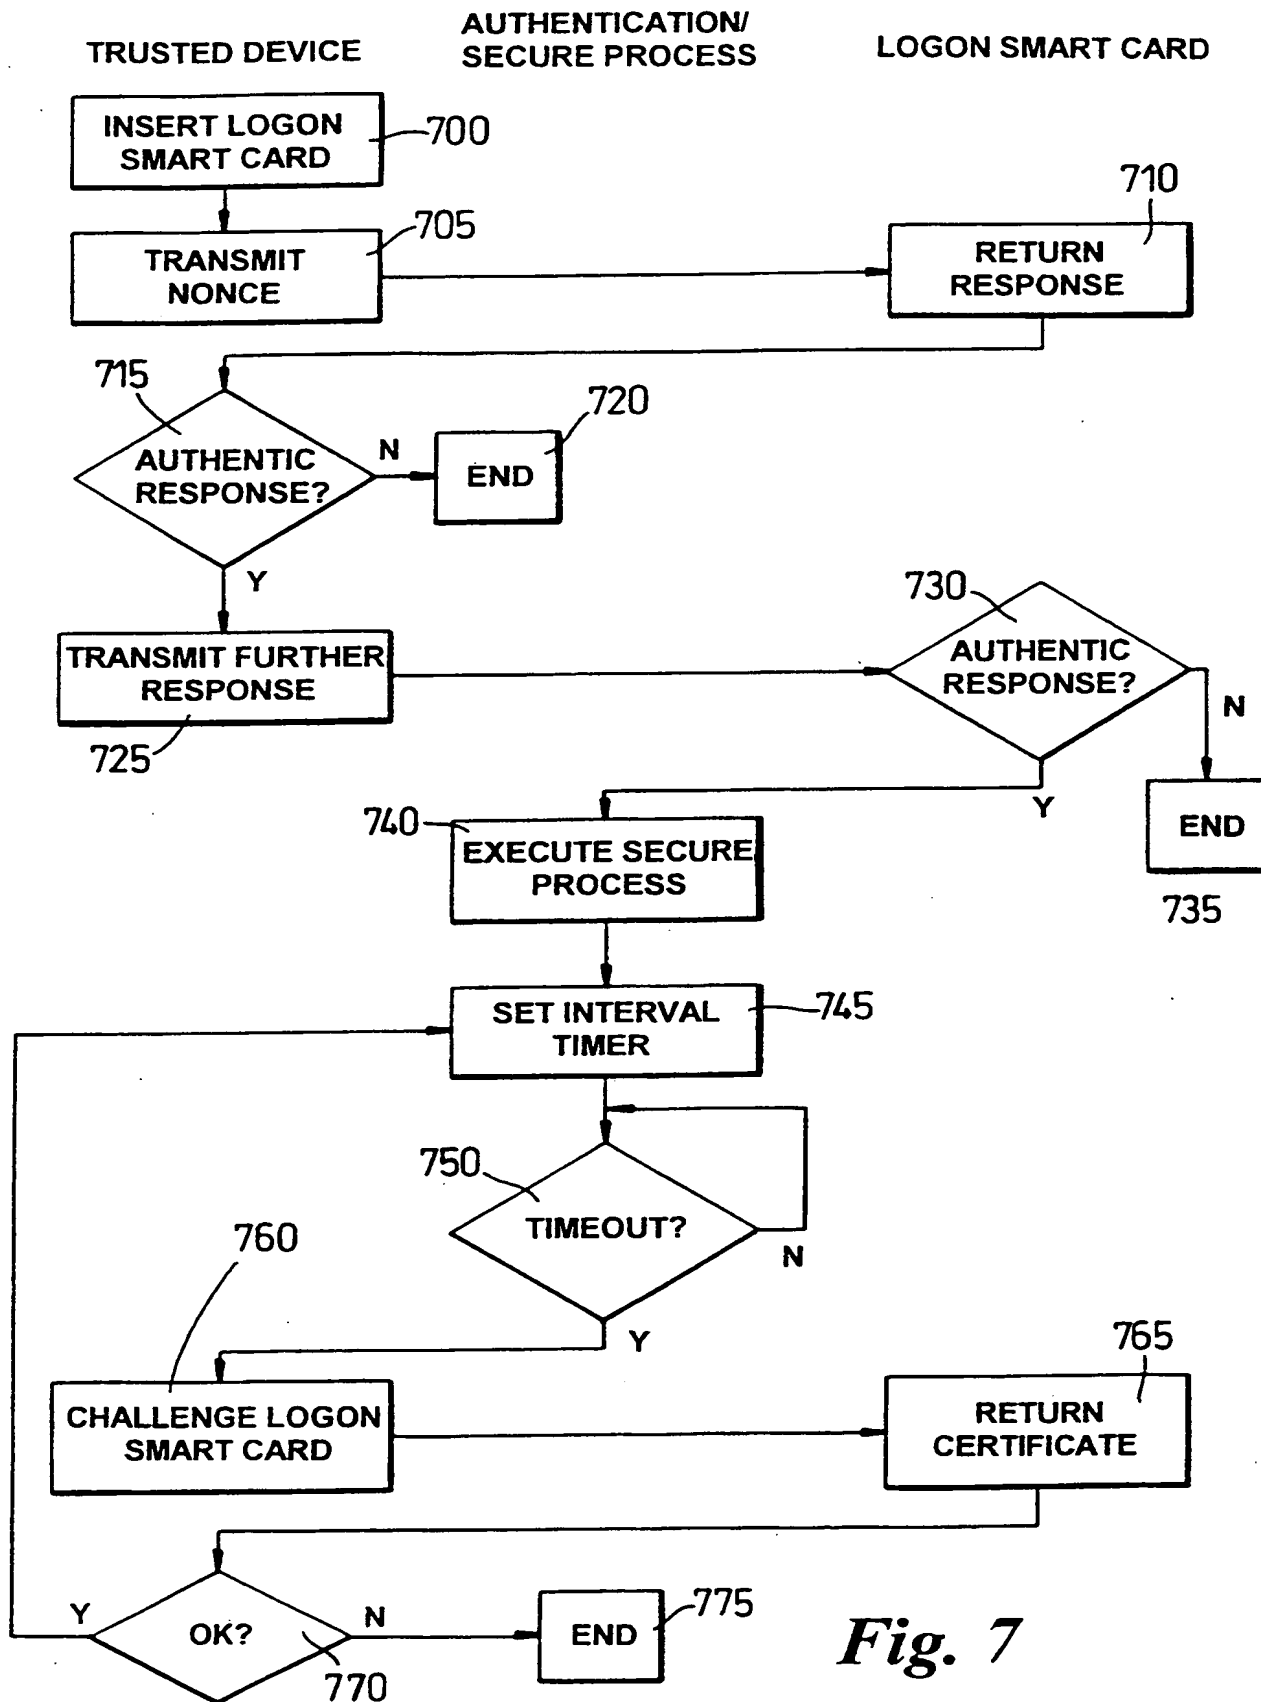 TRUSTED DEVICE
AUTHENTICATION/
SECURE PROCESS
LOGON SMART CARD
INSERT LOGON
SMART CARD
700
TRANSMIT
NONCE
705
RETURN
RESPONSE
710
715
AUTHENTIC
RESPONSE?
N
END
720
Y
TRANSMIT FURTHER
RESPONSE
725
730
AUTHENTIC
RESPONSE?
N
Y
END
735
740
EXECUTE SECURE
PROCESS
SET INTERVAL
TIMER
745
750
TIMEOUT?
N
Y
760
CHALLENGE LOGON
SMART CARD
765
RETURN
CERTIFICATE
Y
OK?
N
770
END
775
Fig. 7